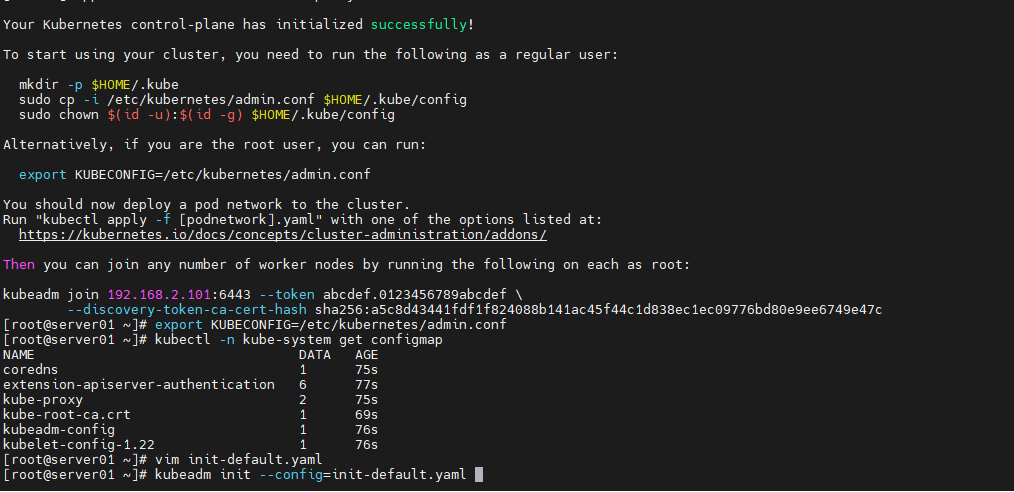 Your Kubernetes control-plane has initialized successfully!
To start using your cluster, you need to run the following as a regular user:
mkdir -p $HOME/.kube
sudo cp -i /etc/kubernetes/admin.conf $HOME/.kube/config
sudo chown $(id -u):$(id -g) $HOME/.kube/config
Alternatively, if you are the root user, you can run:
export KUBECONFIG=/etc/kubernetes/admin.conf
You should now deploy a pod network to the cluster.
Run "kubectl apply -f [podnetwork].yaml" with one of the options listed at:
https://kubernetes.io/docs/concepts/cluster-administration/addons/
Then you can join any number of worker nodes by running the following on each as root:
kubeadm join 192.168.2.101:6443 --token abcdef.0123456789abcdef \
--discovery-token-ca-cert-hash sha256:a5c8d43441fdf1f824088b141ac45f44c1d838ec1ec09776bd80e9ee6749e47c
[root@server01 ~]# export KUBECONFIG=/etc/kubernetes/admin.conf
[root@server01 ~]# kubectl -n kube-system get configmap
NAME DATA AGE
coredns 1 75s
extension-apiserver-authentication 6 77s
kube-proxy 2 75s
kube-root-ca.crt 1 69s
kubeadm-config 1 76s
kubelet-config-1.22 1 76s
[root@server01 ~]# vim init-default.yaml
[root@server01 ~]# kubeadm init --config=init-default.yaml